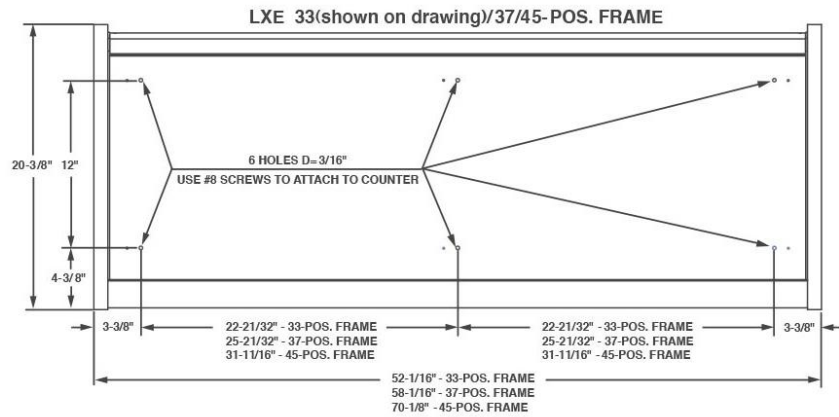 LXE 33(shown on drawing)/37/45-POS. FRAME
20-3/8"
12"
6 HOLES D=3/16"
USE #8 SCREWS TO ATTACH TO COUNTER
4-3/8"
3-3/8"
22-21/32" - 33-POS. FRAME
25-21/32" - 37-POS. FRAME
31-11/16" - 45-POS. FRAME
22-21/32" - 33-POS. FRAME
25-21/32" - 37-POS. FRAME
31-11/16" - 45-POS. FRAME
3-3/8"
52-1/16" - 33-POS. FRAME
58-1/16" - 37-POS. FRAME
70-1/8" - 45-POS. FRAME